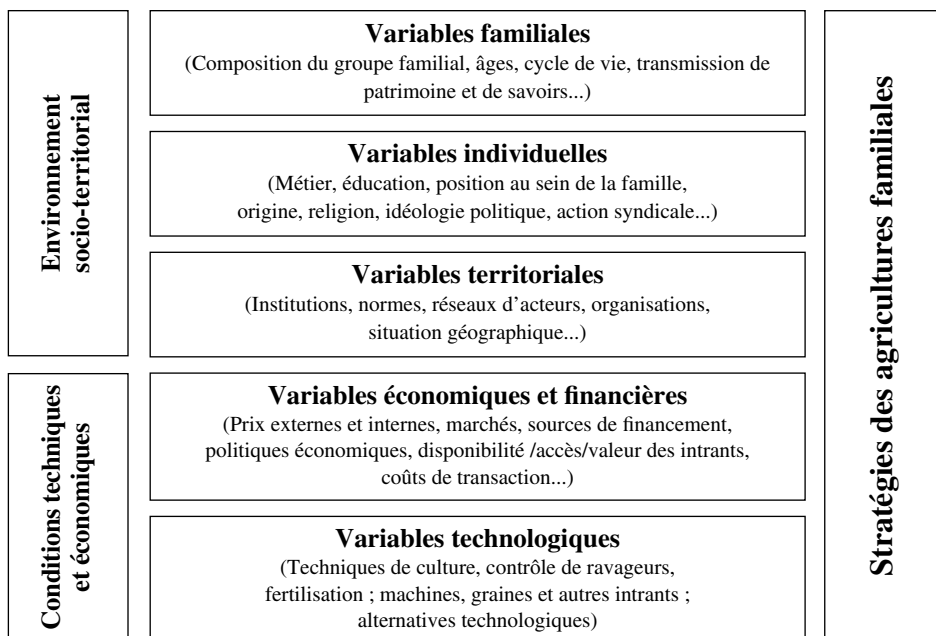 Environnement
socio-territorial
Variables familiales
(Composition du groupe familial, âges, cycle de vie, transmission de
patrimoine et de savoirs...)
Variables individuelles
(Métier, éducation, position au sein de la famille,
origine, religion, idéologie politique, action syndicale...)
Variables territoriales
(Institutions, normes, réseaux d’acteurs, organisations,
situation géographique...)
Conditions techniques
et économiques
Variables économiques et financières
(Prix externes et internes, marchés, sources de financement,
politiques économiques, disponibilité /accès/valeur des intrants,
coûts de transaction...)
Variables technologiques
(Techniques de culture, contrôle de ravageurs,
fertilisation ; machines, graines et autres intrants ;
alternatives technologiques)
Stratégies des agricultures familiales